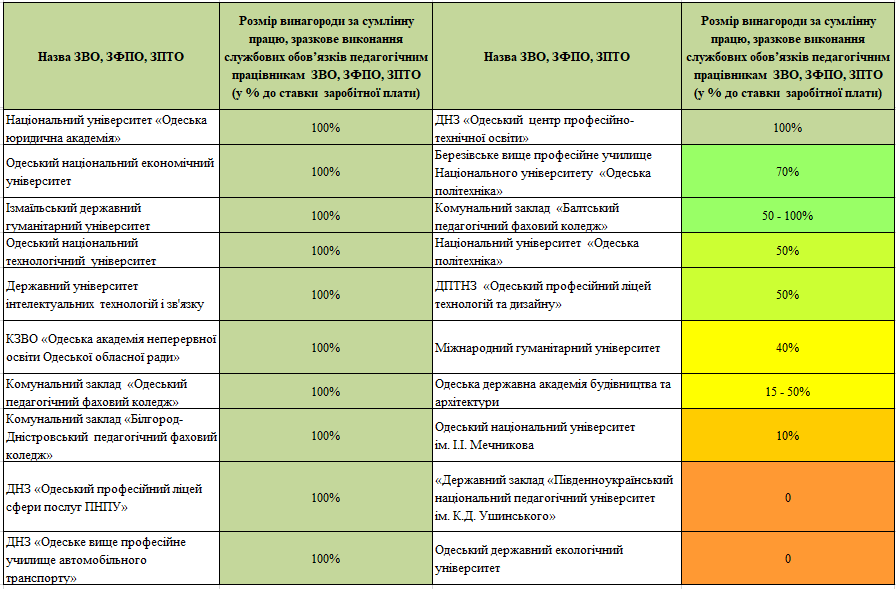 Назва ЗВО, ЗФПО, ЗПТО
Розмір винагороди за сумлінну
працю, зразкове виконання
службових обов’язків педагогічним
працівникам ЗВО, ЗФПО, ЗПТО
(у % до ставки заробітної плати)
Назва ЗВО, ЗФПО, ЗПТО
Розмір винагороди за сумлінну
працю, зразкове виконання
службових обов’язків педагогічним
працівникам ЗВО, ЗФПО, ЗПТО
(у % до ставки заробітної плати)
Національний університет «Одеська
юридична академія»
100%
ДНЗ «Одеський центр професійно-
технічної освіти»
100%
Одеський національний економічний
університет
100%
Березівське вище професійне училище
Національного університету «Одеська
політехніка»
70%
Ізмаїльський державний
гуманітарний університет
100%
Комунальний заклад «Балтський
педагогічний фаховий коледж»
50 - 100%
Одеський національний
технологічний університет
100%
Національний університет «Одеська
політехніка»
50%
Державний університет
інтелектуальних технологій і зв'язку
100%
ДПТНЗ «Одеський професійний ліцей
технологій та дизайну»
50%
КЗВО «Одеська академія неперервної
освіти Одеської обласної ради»
100%
Міжнародний гуманітарний університет
40%
Комунальний заклад «Одеський
педагогічний фаховий коледж»
100%
Одеська державна академія будівництва та
архітектури
15 - 50%
Комунальний заклад «Білгород-
Дністровський педагогічний фаховий
коледж»
100%
Одеський національний університет
ім. І.І. Мечникова
10%
ДНЗ «Одеський професійний ліцей
сфери послуг ПНПУ»
100%
«Державний заклад «Південноукраїнський
національний педагогічний університет
ім. К.Д. Ушинського»
0
ДНЗ «Одеське вище професійне
училище автомобільного
транспорту»
100%
Одеський державний екологічний
університет
0